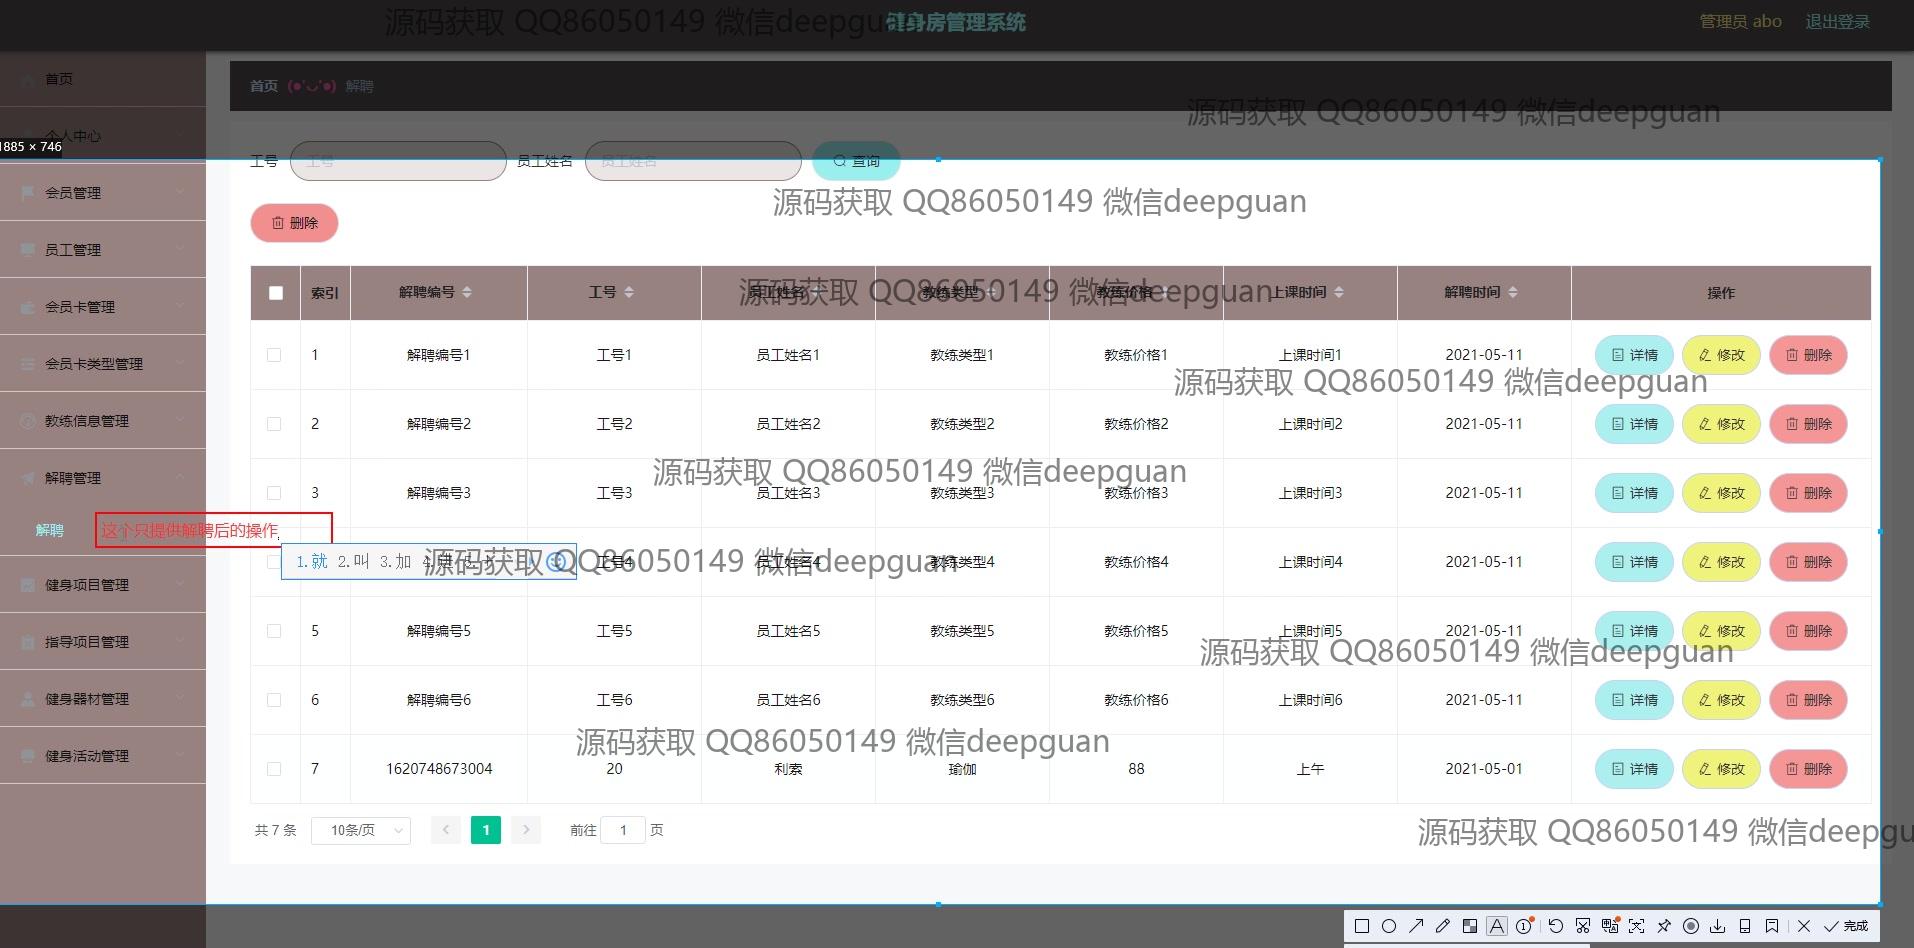 源码获取 QQ86050149 微信deepguan
健身房管理系统
管理员 abo 退出登录
首页
首页 (●'◡'●) 解聘
源码获取 QQ86050149 微信deepguan
个人中心
1885 × 746
工号 工号 员工姓名 员工姓名 查询
会员管理
源码获取 QQ86050149 微信deepguan
删除
员工管理
索引 解聘编号 工号 员工姓名 教练类型 教练价格 上课时间 解聘时间 操作
源码获取 QQ86050149 微信deepguan
会员卡管理
1 解聘编号1 工号1 员工姓名1 教练类型1 教练价格1 上课时间1 2021-05-11 详情 修改 删除
会员卡类型管理
源码获取 QQ86050149 微信deepguan
教练信息管理
2 解聘编号2 工号2 员工姓名2 教练类型2 教练价格2 上课时间2 2021-05-11 详情 修改 删除
解聘管理
源码获取 QQ86050149 微信deepguan
3 解聘编号3 工号3 员工姓名3 教练类型3 教练价格3 上课时间3 2021-05-11 详情 修改 删除
解聘
这个只提供解聘后的操作
1.就 2.叫 3.加
源码获取 QQ86050149 微信deepguan
工号4 员工姓名4 教练类型4 教练价格4 上课时间4 2021-05-11 详情 修改 删除
健身项目管理
5 解聘编号5 工号5 员工姓名5 教练类型5 教练价格5 上课时间5 2021-05-11 详情 修改 删除
指导项目管理
源码获取 QQ86050149 微信deepguan
健身器材管理
6 解聘编号6 工号6 员工姓名6 教练类型6 教练价格6 上课时间6 2021-05-11 详情 修改 删除
源码获取 QQ86050149 微信deepguan
健身活动管理
7 1620748673004 20 利索 瑜伽 88 上午 2021-05-01 详情 修改 删除
共 7 条 10条/页 1 前往 1 页
源码获取 QQ86050149 微信deepgu
完成